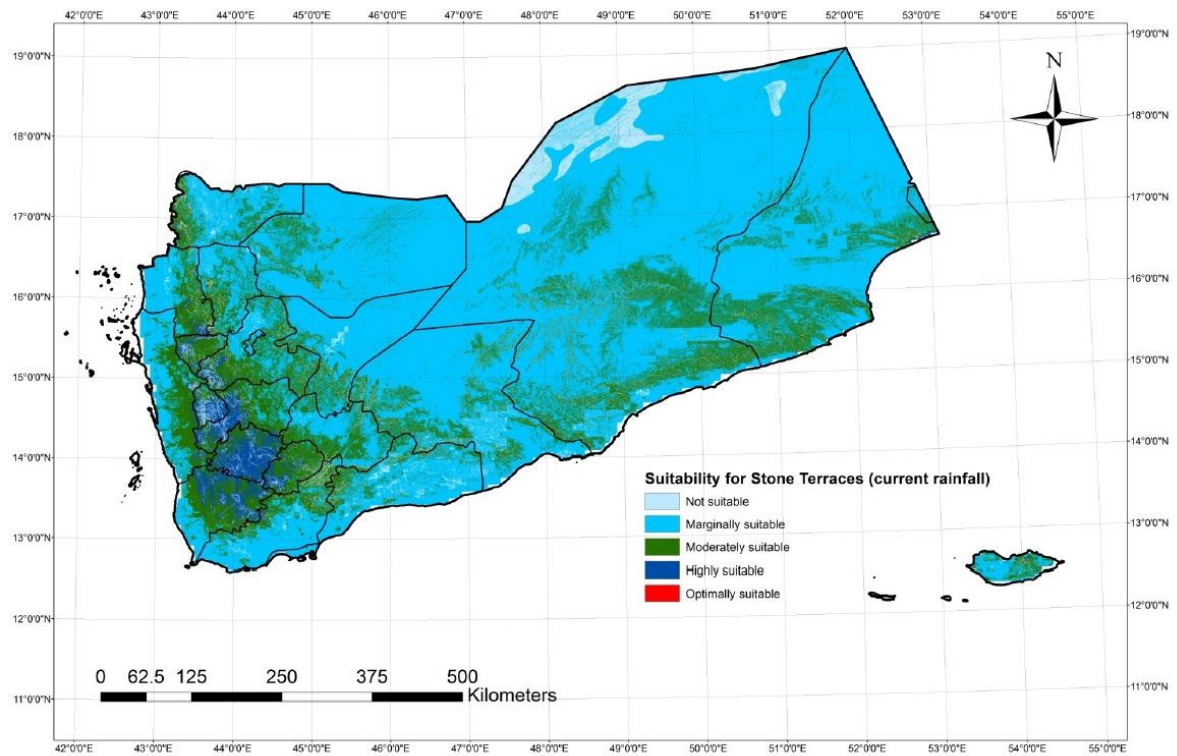 42°0'0"E 43°0'0"E 44°0'0"E 45°0'0"E 46°0'0"E 47°0'0"E 48°0'0"E 49°0'0"E 50°0'0"E 51°0'0"E 52°0'0"E 53°0'0"E 54°0'0"E 55°0'0"E
19°0'0"N 19°0'0"N
N
18°0'0"N 18°0'0"N
17°0'0"N 17°0'0"N
16°0'0"N 16°0'0"N
15°0'0"N 15°0'0"N
14°0'0"N 14°0'0"N
Suitability for Stone Terraces (current rainfall)
Not suitable
Marginally suitable
13°0'0"N 13°0'0"N
Moderately suitable
Highly suitable
Optimally suitable
12°0'0"N 12°0'0"N
11°0'0"N 11°0'0"N
0 62.5 125 250 375 500
Kilometers
42°0'0"E 43°0'0"E 44°0'0"E 45°0'0"E 46°0'0"E 47°0'0"E 48°0'0"E 49°0'0"E 50°0'0"E 51°0'0"E 52°0'0"E 53°0'0"E 54°0'0"E 55°0'0"E